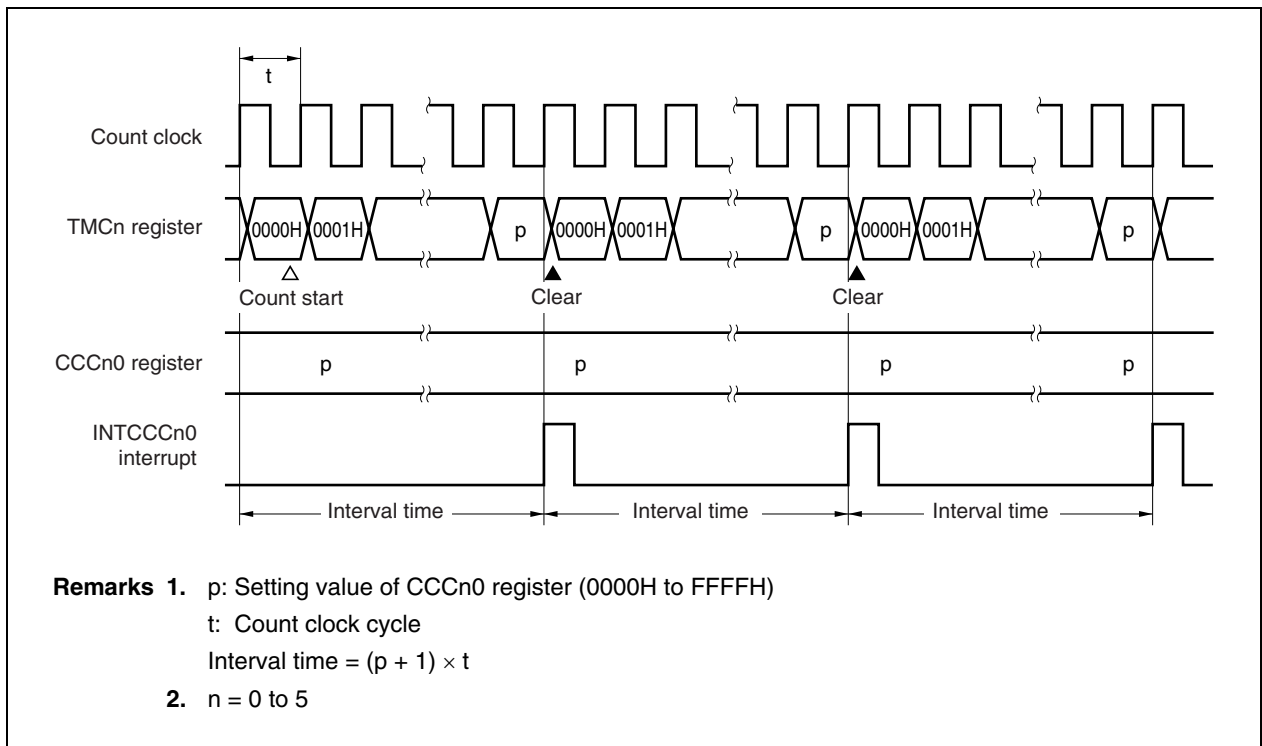 t
Count clock
TMCn register
0000H 0001H p 0000H 0001H p 0000H 0001H p
Count start Clear Clear
CCCn0 register p p p p
INTCCCn0
interrupt
Interval time Interval time Interval time
Remarks 1. p: Setting value of CCCn0 register (0000H to FFFFH)
t: Count clock cycle
Interval time = (p + 1) × t
2. n = 0 to 5